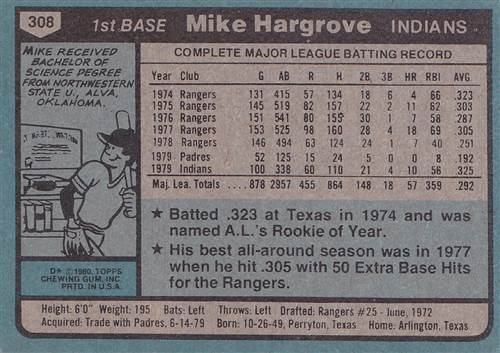 308 1st BASE Mike Hargrove INDIANS
MIKE RECEIVED
BACHELOR OF
SCIENCE DEGREE
FROM NORTHWESTERN
STATE U., ALVA,
OKLAHOMA.
COMPLETE MAJOR LEAGUE BATTING RECORD
Year Club G AB R H 2B 3B HR RBI AVG.
1974 Rangers 131 415 57 134 18 6 4 66 .323
1975 Rangers 145 519 82 157 22 2 11 62 .303
1976 Rangers 151 541 80 155 30 1 7 58 .287
1977 Rangers 153 525 98 160 28 4 18 69 .305
1978 Rangers 146 494 63 124 24 1 7 40 .251
1979 Padres 52 125 15 24 5 0 0 8 .192
1979 Indians 100 338 60 110 21 4 10 56 .325
Maj. Lea. Totals 878 2957 455 864 148 18 57 359 .292
★ Batted .323 at Texas in 1974 and was
named A.L.'s Rookie of Year.
★ His best all-around season was in 1977
when he hit .305 with 50 Extra Base Hits
for the Rangers.
D* © 1980, TOPPS
CHEWING GUM, INC.
PRTD. IN U.S.A.
Height: 6'0" Weight: 195 Bats: Left Throws: Left Drafted: Rangers #25 - June, 1972
Acquired: Trade with Padres, 6-14-79 Born: 10-26-49, Perryton, Texas Home: Arlington, Texas